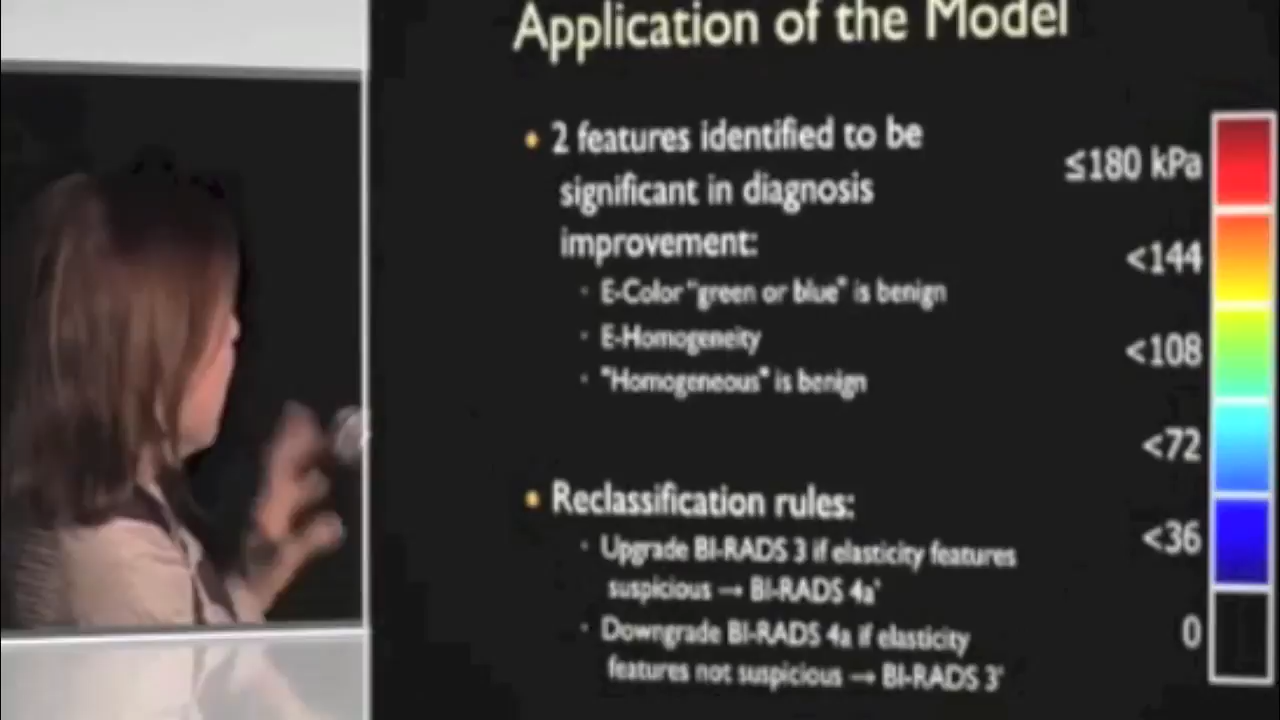 Application of the Model
• 2 features identified to be
significant in diagnosis
improvement:
· E-Color "green or blue" is benign
· E-Homogeneity
· "Homogeneous" is benign
• Reclassification rules:
· Upgrade BI-RADS 3 if elasticity features
suspicious → BI-RADS 4a'
· Downgrade BI-RADS 4a if elasticity
features not suspicious → BI-RADS 3'
≤180 kPa
<144
<108
<72
<36
0